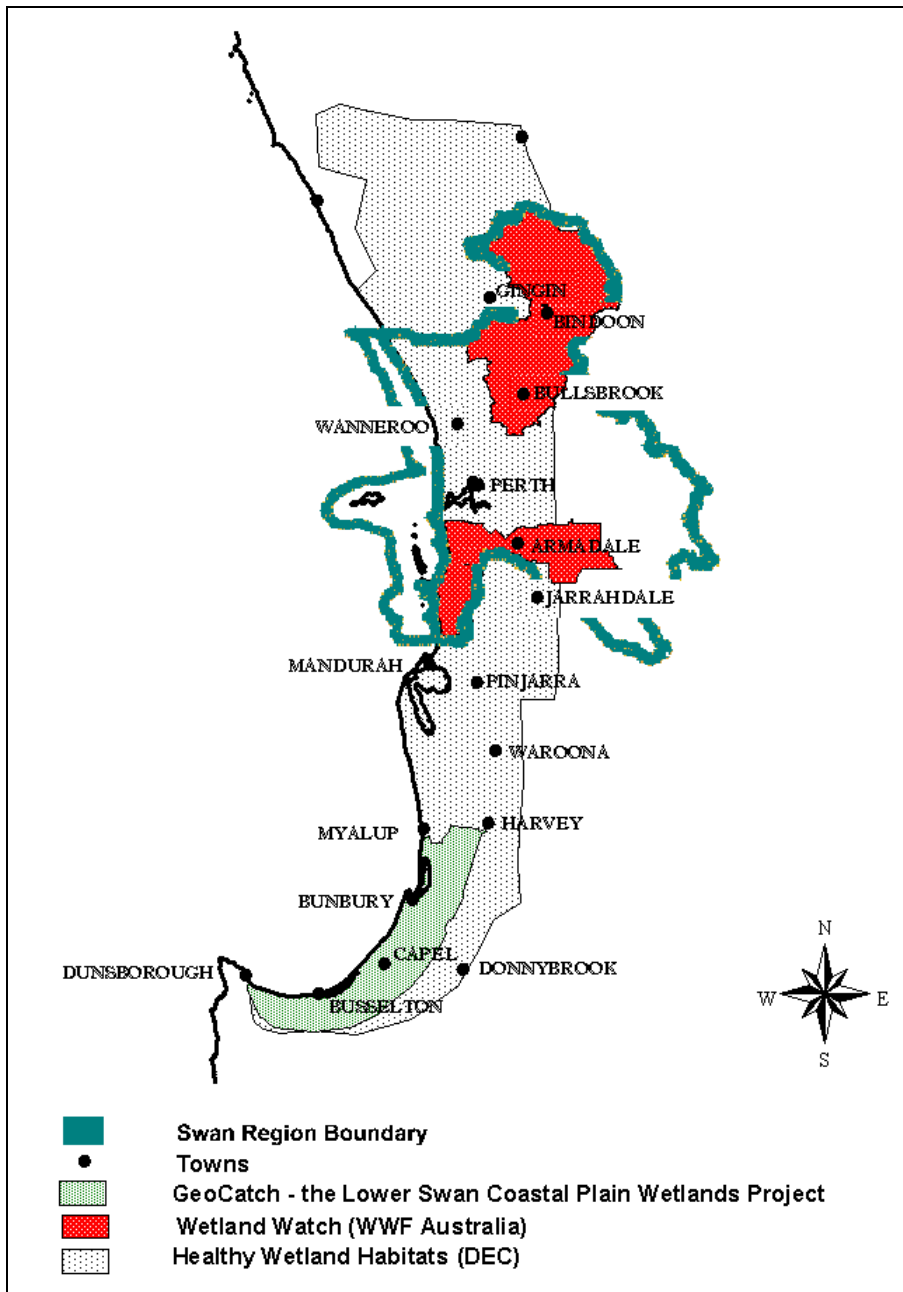 GINGIN
BINDOON
BULLSBROOK
WANNEROO
PERTH
ARMADALE
JARRAHDALE
MANDURAH
PINJARRA
WAROONA
MYALUP
HARVEY
BUNBURY
CAPEL
DUNSBOROUGH
DONNYBROOK
BUSSELTON
N
W
E
S
Swan Region Boundary
Towns
GeoCatch - the Lower Swan Coastal Plain Wetlands Project
Wetland Watch (WWF Australia)
Healthy Wetland Habitats (DEC)